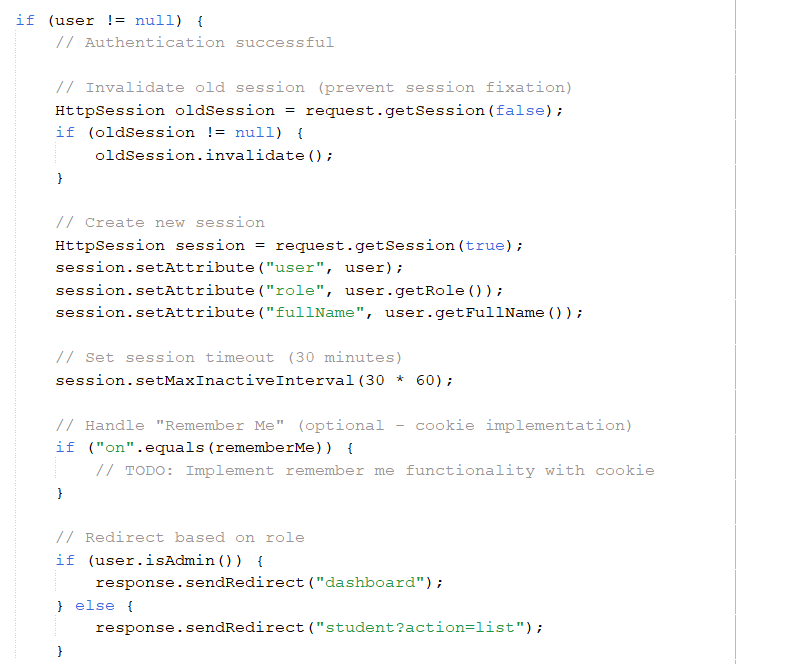 if (user != null) {
// Authentication successful
// Invalidate old session (prevent session fixation)
HttpSession oldSession = request.getSession(false);
if (oldSession != null) {
oldSession.invalidate();
}
// Create new session
HttpSession session = request.getSession(true);
session.setAttribute("user", user);
session.setAttribute("role", user.getRole());
session.setAttribute("fullName", user.getFullName());
// Set session timeout (30 minutes)
session.setMaxInactiveInterval(30 * 60);
// Handle "Remember Me" (optional - cookie implementation)
if ("on".equals(rememberMe)) {
// TODO: Implement remember me functionality with cookie
}
// Redirect based on role
if (user.isAdmin()) {
response.sendRedirect("dashboard");
} else {
response.sendRedirect("student?action=list");
}